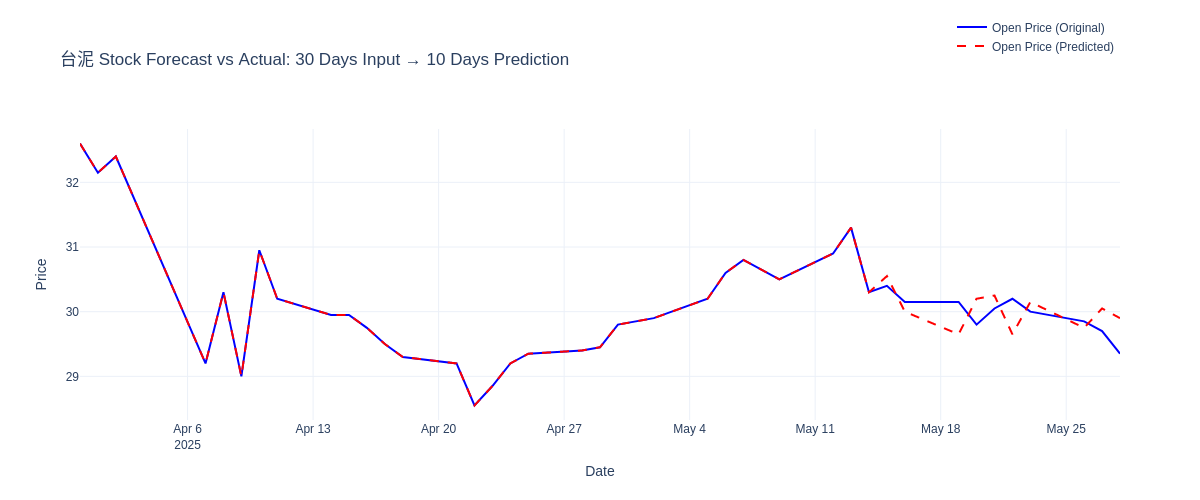 台泥 Stock Forecast vs Actual: 30 Days Input → 10 Days Prediction
Open Price (Original)
Open Price (Predicted)
Price
32
31
30
29
Apr 6
2025
Apr 13
Apr 20
Apr 27
May 4
May 11
May 18
May 25
Date